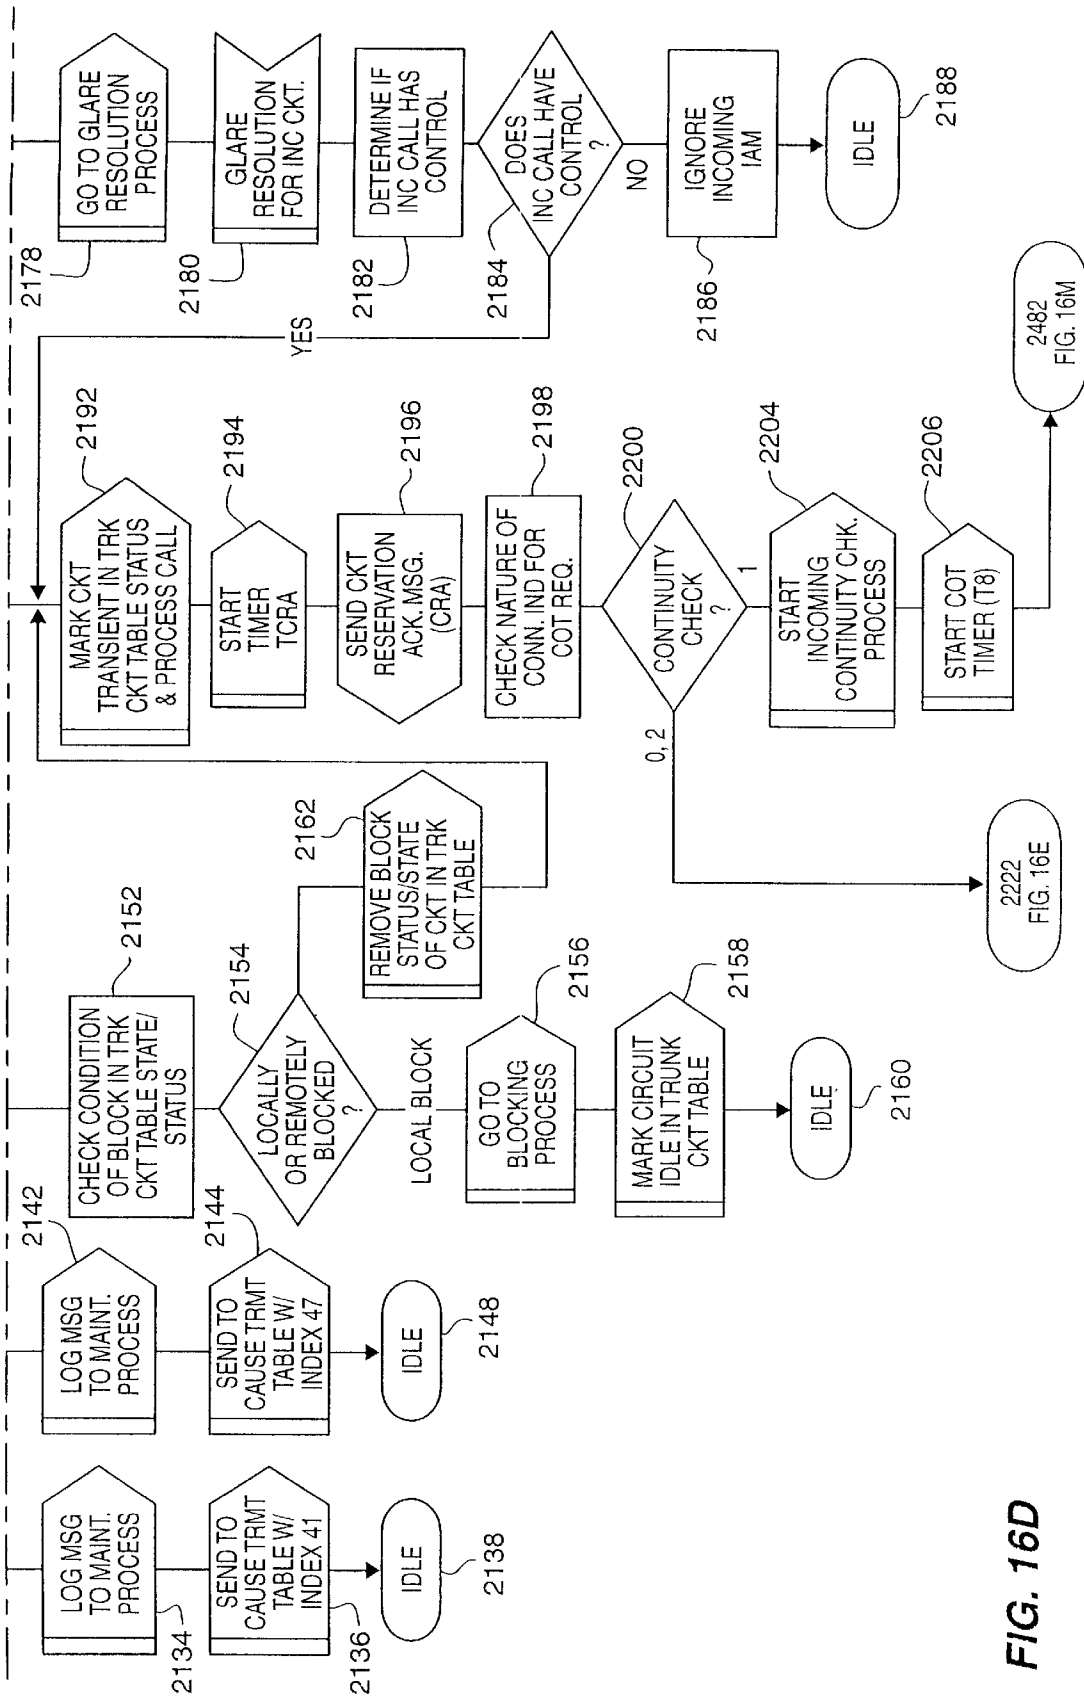 LOG MSG
TO MAINT.
PROCESS
2134
SEND TO
CAUSE TRMT
TABLE W/
INDEX 41
2136
IDLE
2138
LOG MSG
TO MAINT.
PROCESS
2142
SEND TO
CAUSE TRMT
TABLE W/
INDEX 47
2144
IDLE
2148
CHECK CONDITION
OF BLOCK IN TRK
CKT TABLE STATE/
STATUS
2152
LOCALLY
OR REMOTELY
BLOCKED
?
2154
LOCAL BLOCK
GO TO
BLOCKING
PROCESS
2156
MARK CIRCUIT
IDLE IN TRUNK
CKT TABLE
2158
IDLE
2160
REMOVE BLOCK
STATUS/STATE
OF CKT IN TRK
CKT TABLE
2162
MARK CKT
TRANSIENT IN TRK
CKT TABLE STATUS
& PROCESS CALL
2192
START
TIMER
TCRA
2194
SEND CKT
RESERVATION
ACK. MSG.
(CRA)
2196
CHECK NATURE OF
CONN. IND FOR
COT REQ.
2198
CONTINUITY
CHECK
?
2200
0, 2
1
2222
FIG. 16E
START
INCOMING
CONTINUITY CHK.
PROCESS
2204
START COT
TIMER (T8)
2206
2482
FIG. 16M
GO TO GLARE
RESOLUTION
PROCESS
2178
GLARE
RESOLUTION
FOR INC CKT.
2180
DETERMINE IF
INC CALL HAS
CONTROL
2182
DOES
INC CALL HAVE
CONTROL
?
2184
YES
NO
IGNORE
INCOMING
IAM
2186
IDLE
2188
FIG. 16D